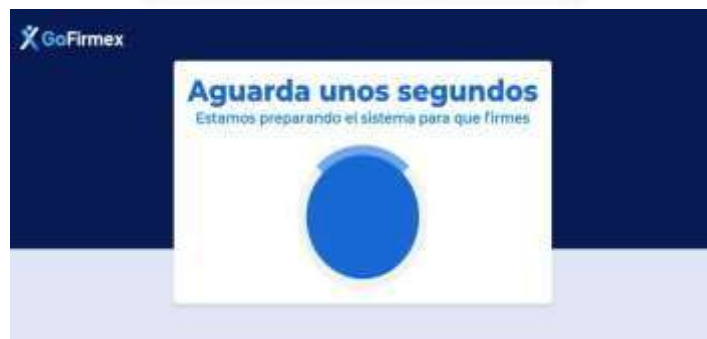 GoFirmex
Aguarda unos segundos
Estamos preparando el sistema para que firmes